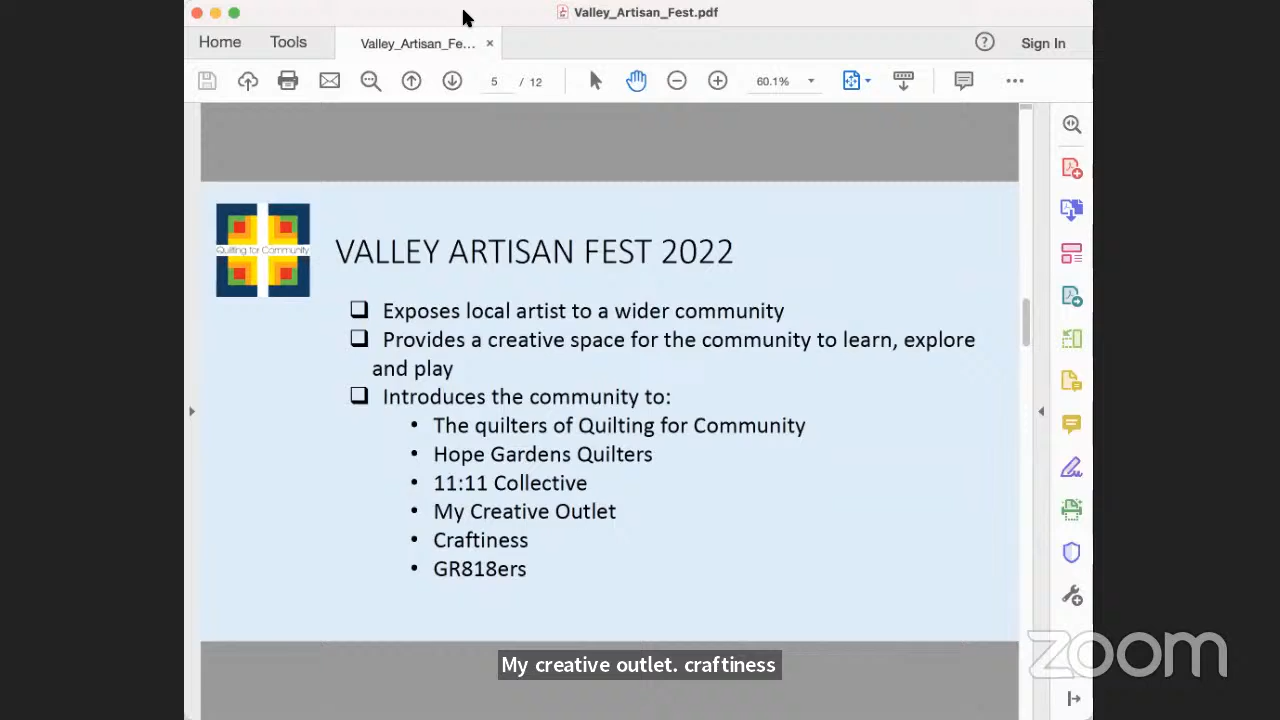 Valley_Artisan_Fest.pdf
Home Tools Valley_Artisan_Fe... × ? Sign In
5 / 12 60.1%
Quilting for Community
VALLEY ARTISAN FEST 2022
❑ Exposes local artist to a wider community
❑ Provides a creative space for the community to learn, explore
and play
❑ Introduces the community to:
• The quilters of Quilting for Community
• Hope Gardens Quilters
• 11:11 Collective
• My Creative Outlet
• Craftiness
• GR818ers
zoom
My creative outlet. craftiness